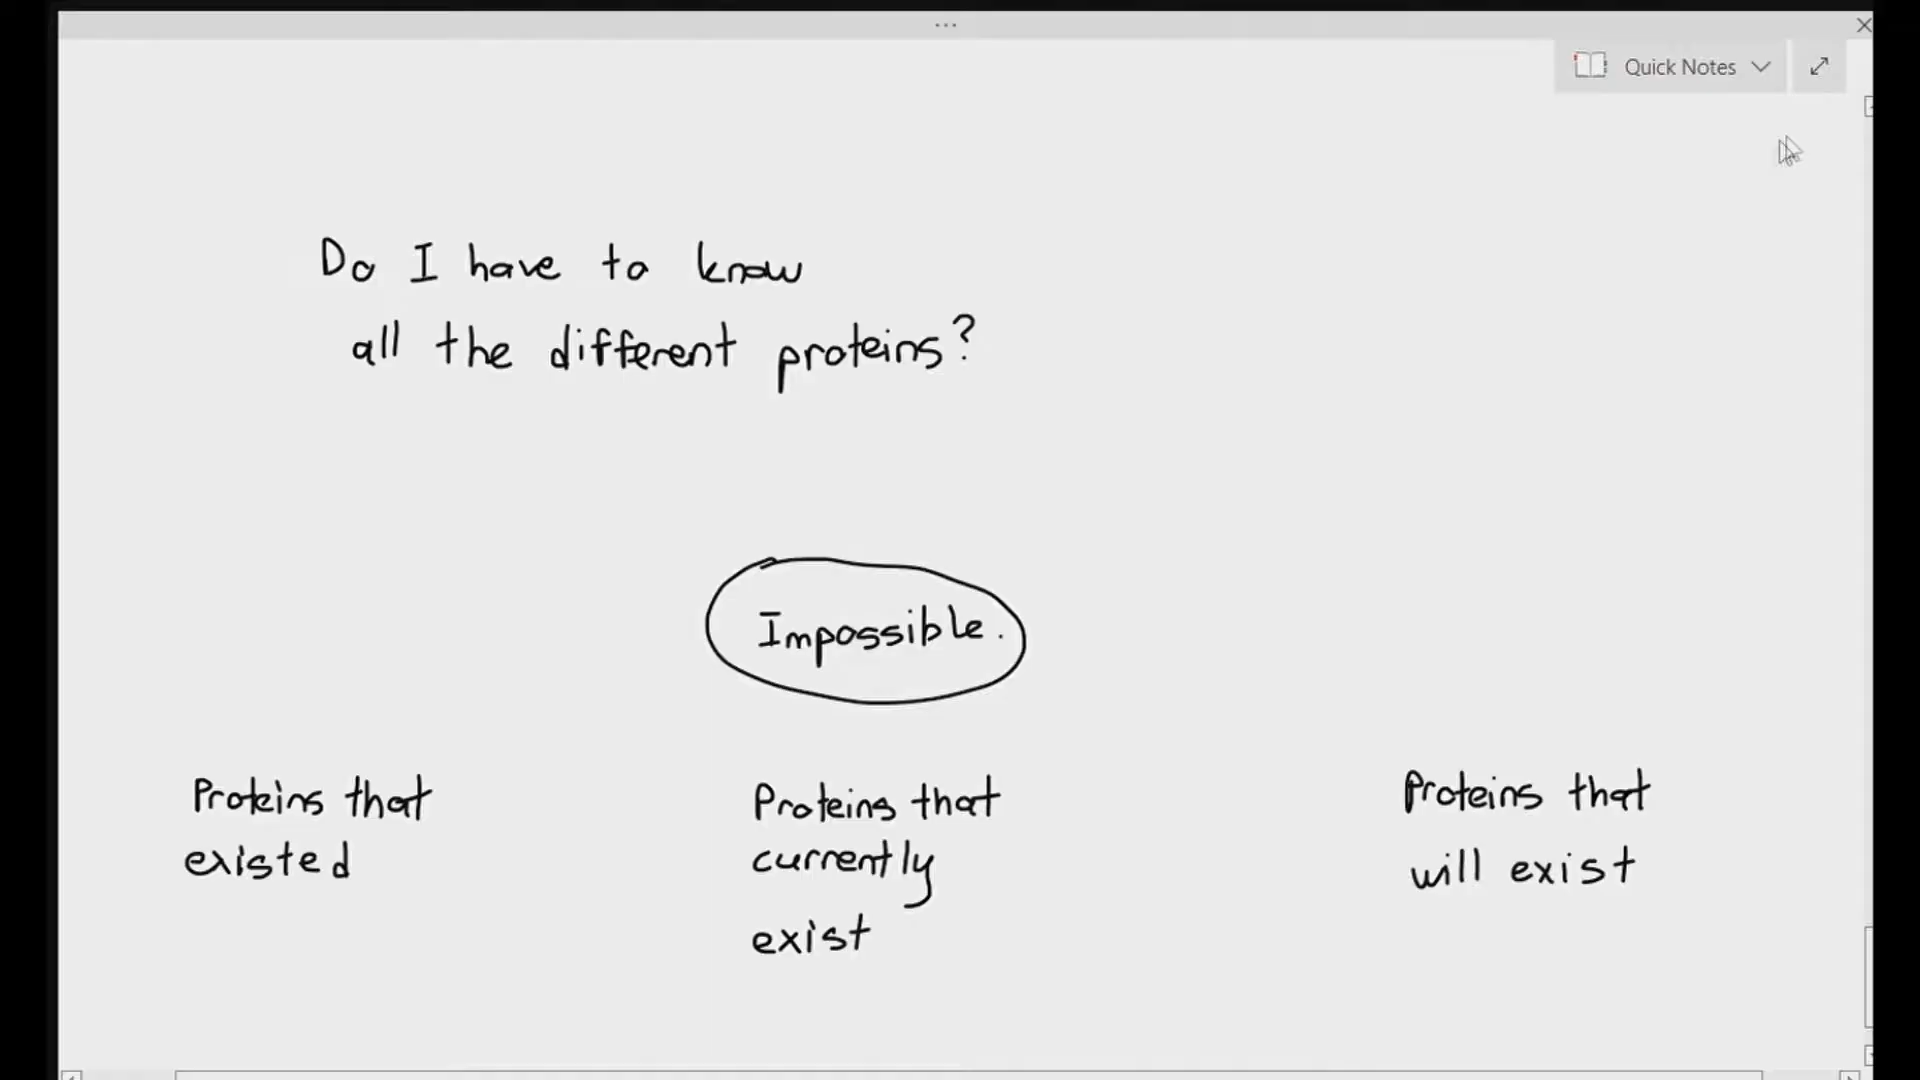 Quick Notes
Do I have to know
all the different proteins?
Impossible.
Proteins that
existed
Proteins that
currently
exist
Proteins that
will exist